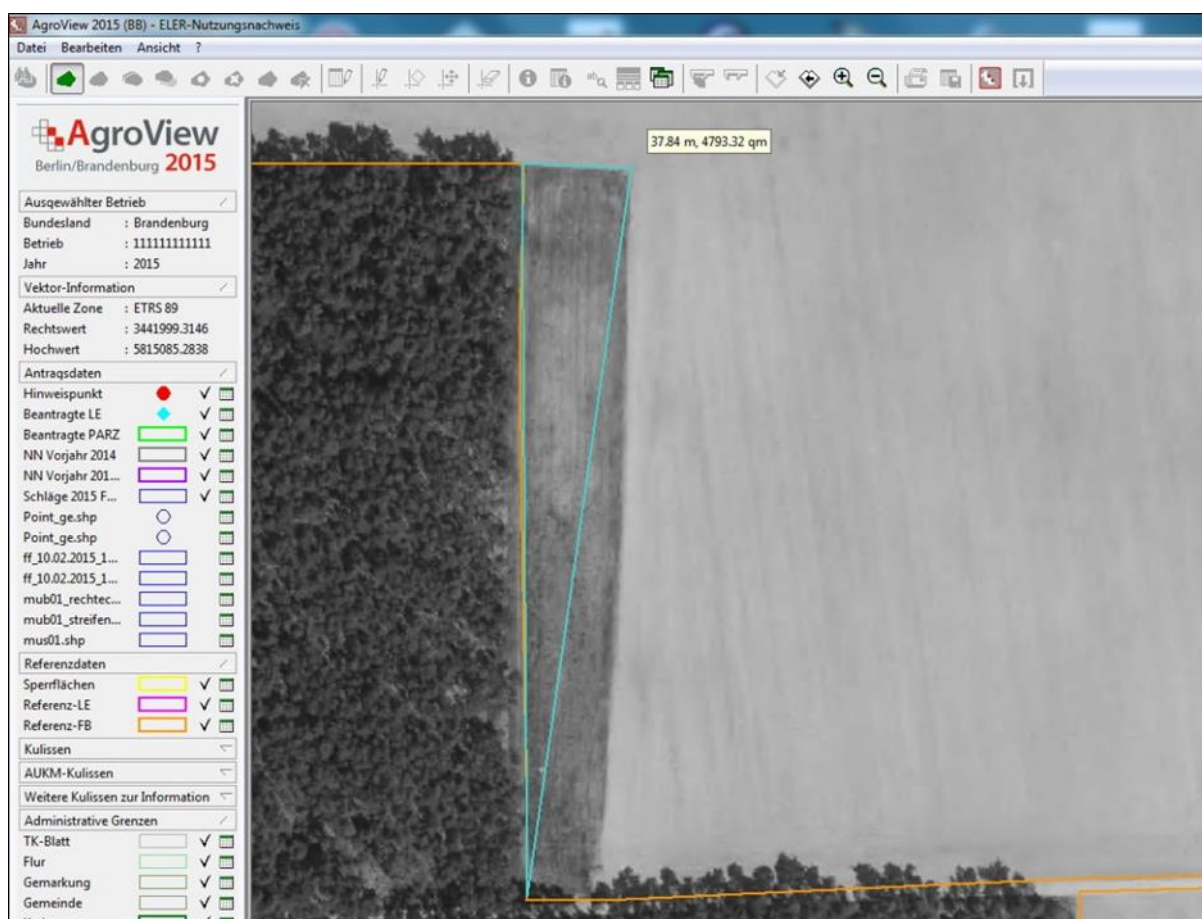 AgroView 2015 (BB) - ELER-Nutzungsnachweis
Datei Bearbeiten Ansicht ?
AgroView
Berlin/Brandenburg 2015
37.84 m, 4793.32 qm
Ausgewählter Betrieb
Bundesland : Brandenburg
Betrieb : 111111111111
Jahr : 2015
Vektor-Information
Aktuelle Zone : ETRS 89
Rechtswert : 3441999.3146
Hochwert : 5815085.2838
Antragsdaten
Hinweispunkt
Beantragte LE
Beantragte PARZ
NN Vorjahr 2014
NN Vorjahr 201...
Schläge 2015 F...
Point_ge.shp
Point_ge.shp
ff_10.02.2015_1...
ff_10.02.2015_1...
mub01_rechtec...
mub01_streifen...
mus01.shp
Referenzdaten
Sperrflächen
Referenz-LE
Referenz-FB
Kulissen
AUKM-Kulissen
Weitere Kulissen zur Information
Administrative Grenzen
TK-Blatt
Flur
Gemarkung
Gemeinde